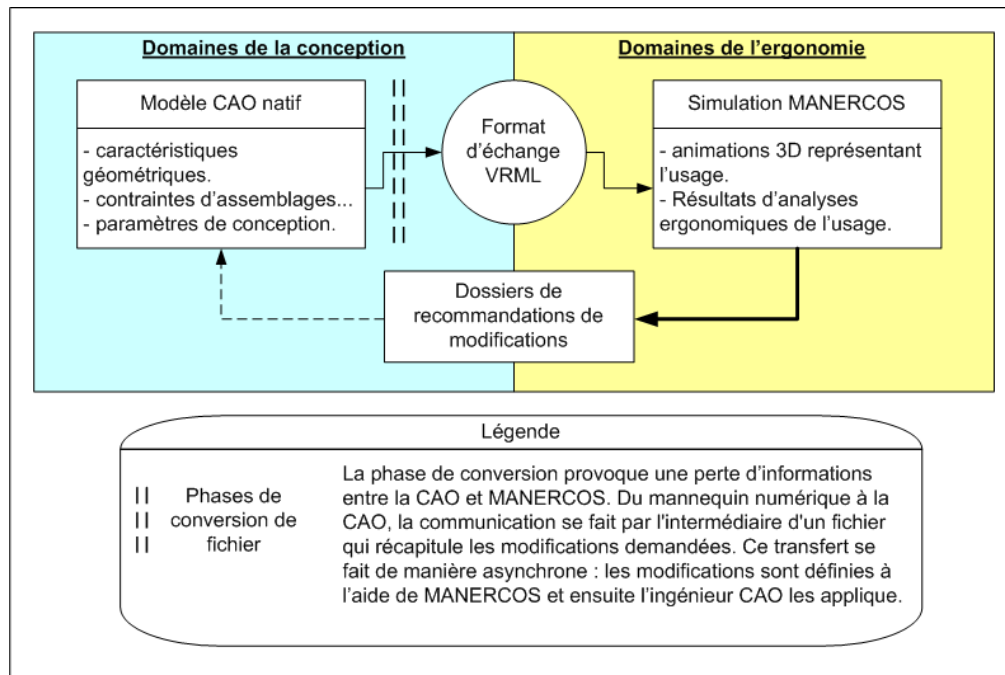 Domaines de la conception
Domaines de l'ergonomie
Modèle CAO natif
- caractéristiques
géométriques.
- contraintes d'assemblages...
- paramètres de conception.
Format
d'échange
VRML
Simulation MANERCOS
- animations 3D représentant
l'usage.
- Résultats d'analyses
ergonomiques de l'usage.
Dossiers de
recommandations de
modifications
Légende
Phases de
conversion de
fichier
La phase de conversion provoque une perte d'informations
entre la CAO et MANERCOS. Du mannequin numérique à la
CAO, la communication se fait par l'intermédiaire d'un fichier
qui récapitule les modifications demandées. Ce transfert se
fait de manière asynchrone : les modifications sont définies à
l'aide de MANERCOS et ensuite l'ingénieur CAO les applique.